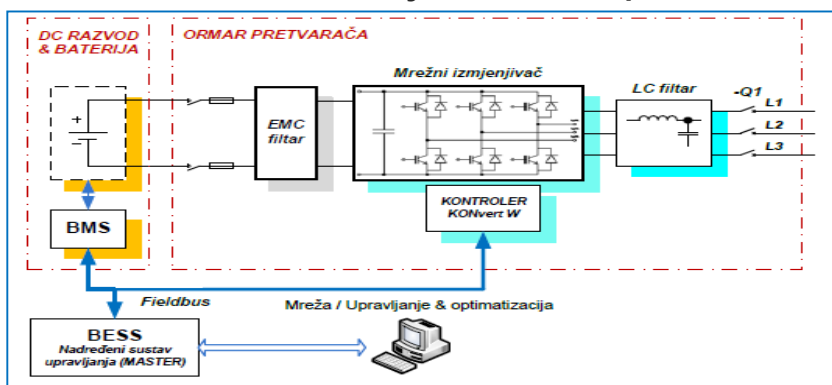 DC RAZVOD
& BATERIJA
ORMAR PRETVARAČA
Mrežni izmjenjivač
LC filtar
-Q1
L1
L2
L3
EMC
filtar
+
−
KONTROLER
KONvert W
BMS
Fieldbus
Mreža / Upravljanje & optimatizacija
BESS
Nadređeni sustav
upravljanja (MASTER)